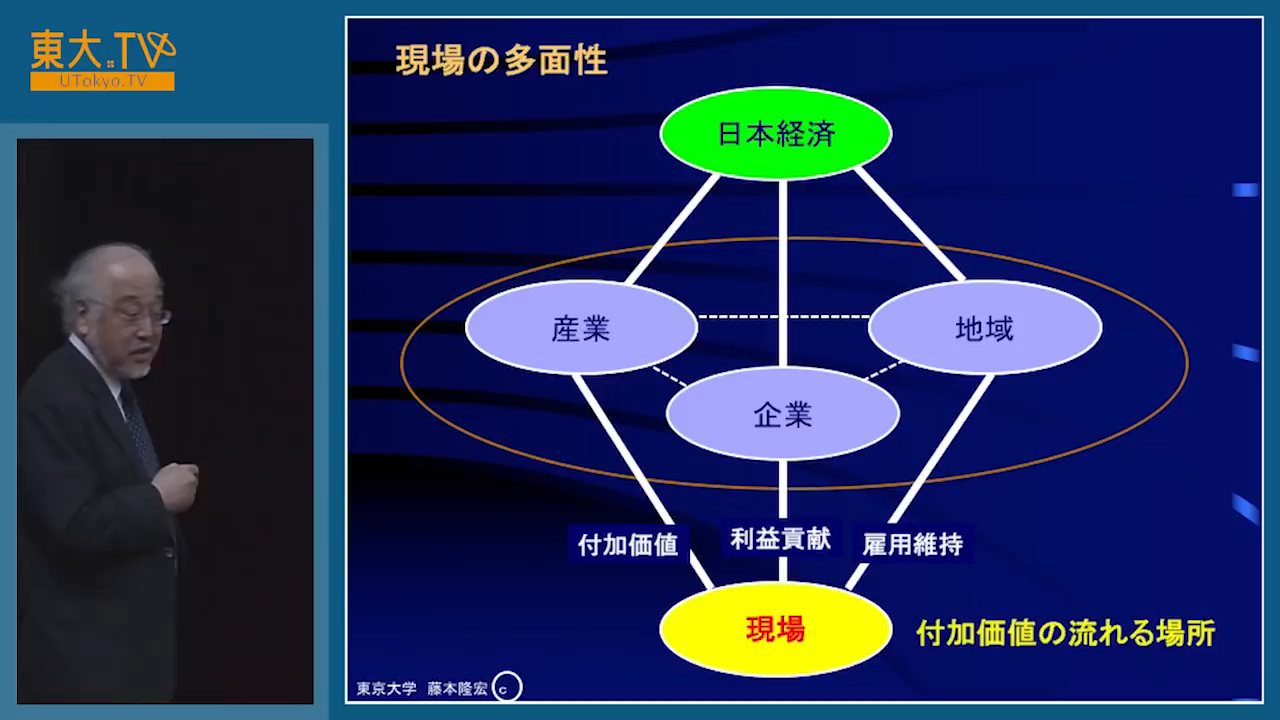 東大.TV
UTokyo.TV
現場の多面性
日本経済
産業
地域
企業
付加価値
利益貢献
雇用維持
現場
付加価値の流れる場所
東京大学 藤本隆宏 c